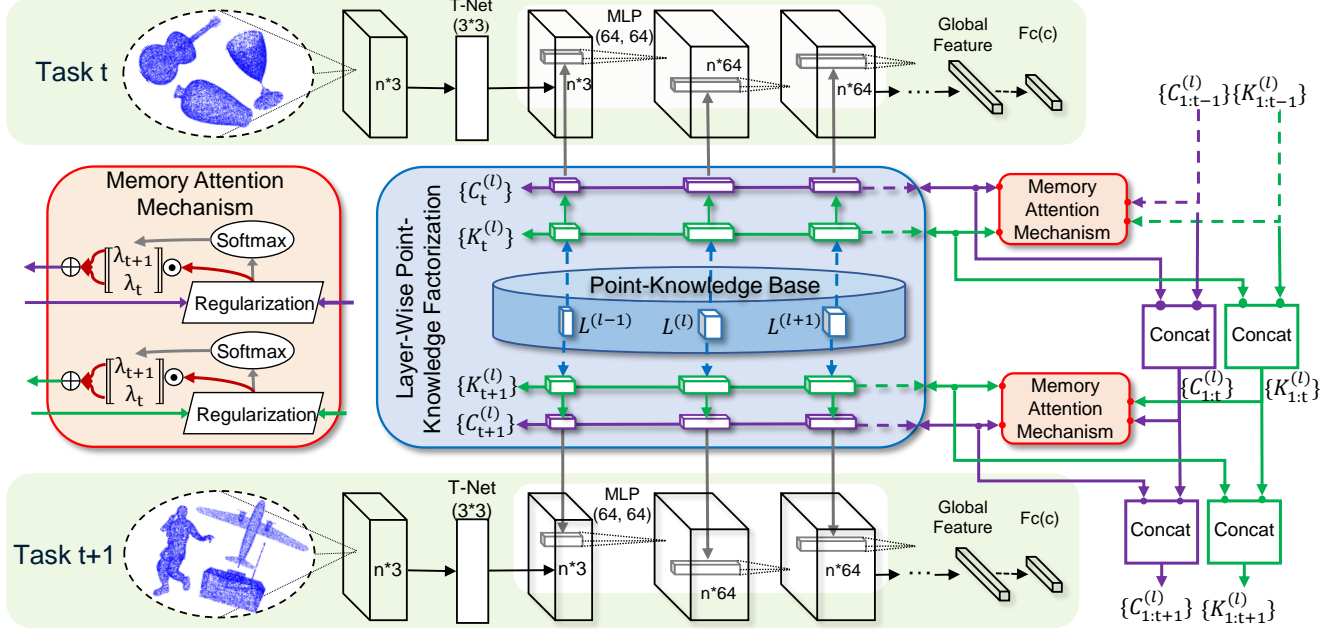 Task t
n*3
T-Net
(3*3)
MLP
(64, 64)
n*3
n*64
n*64
Global
Feature
Fc(c)
{C_{1:t−1}^{(l)}}{K_{1:t−1}^{(l)}}
Memory Attention
Mechanism
Softmax
λ_{t+1}
λ_t
Regularization
Softmax
λ_{t+1}
λ_t
Regularization
Layer-Wise Point-
Knowledge Factorization
{C_t^{(l)}}
{K_t^{(l)}}
Point-Knowledge Base
L^{(l−1)}
L^{(l)}
L^{(l+1)}
{K_{t+1}^{(l)}}
{C_{t+1}^{(l)}}
Memory
Attention
Mechanism
Concat
Concat
{C_{1:t}^{(l)}}
{K_{1:t}^{(l)}}
Memory
Attention
Mechanism
Concat
Concat
{C_{1:t+1}^{(l)}}
{K_{1:t+1}^{(l)}}
Task t+1
n*3
T-Net
(3*3)
MLP
(64, 64)
n*3
n*64
n*64
Global
Feature
Fc(c)